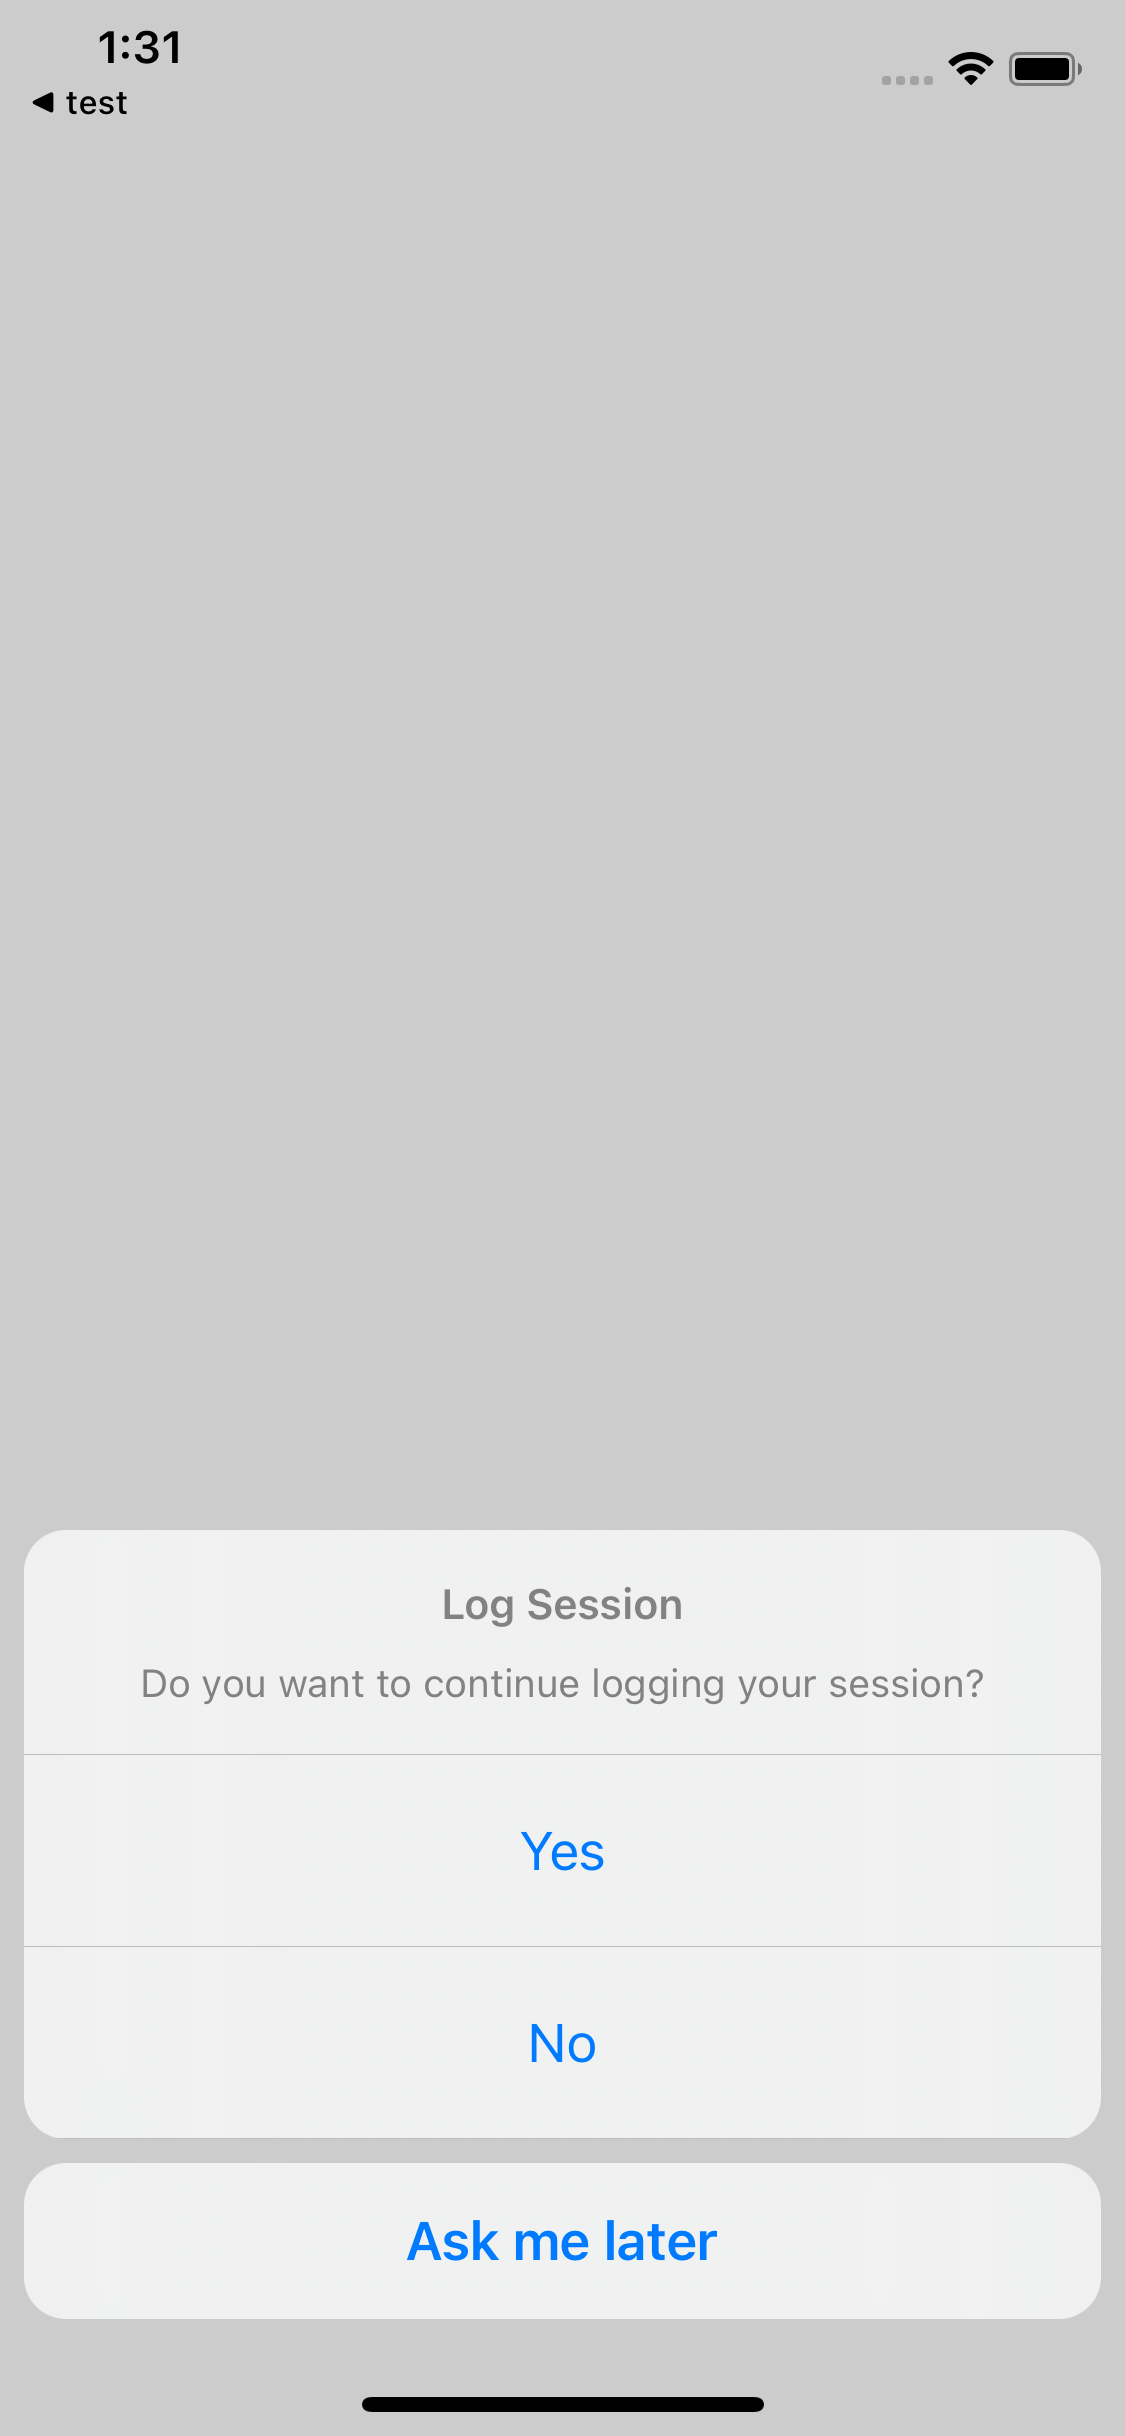 1:31
test
Log Session
Do you want to continue logging your session?
Yes
No
Ask me later